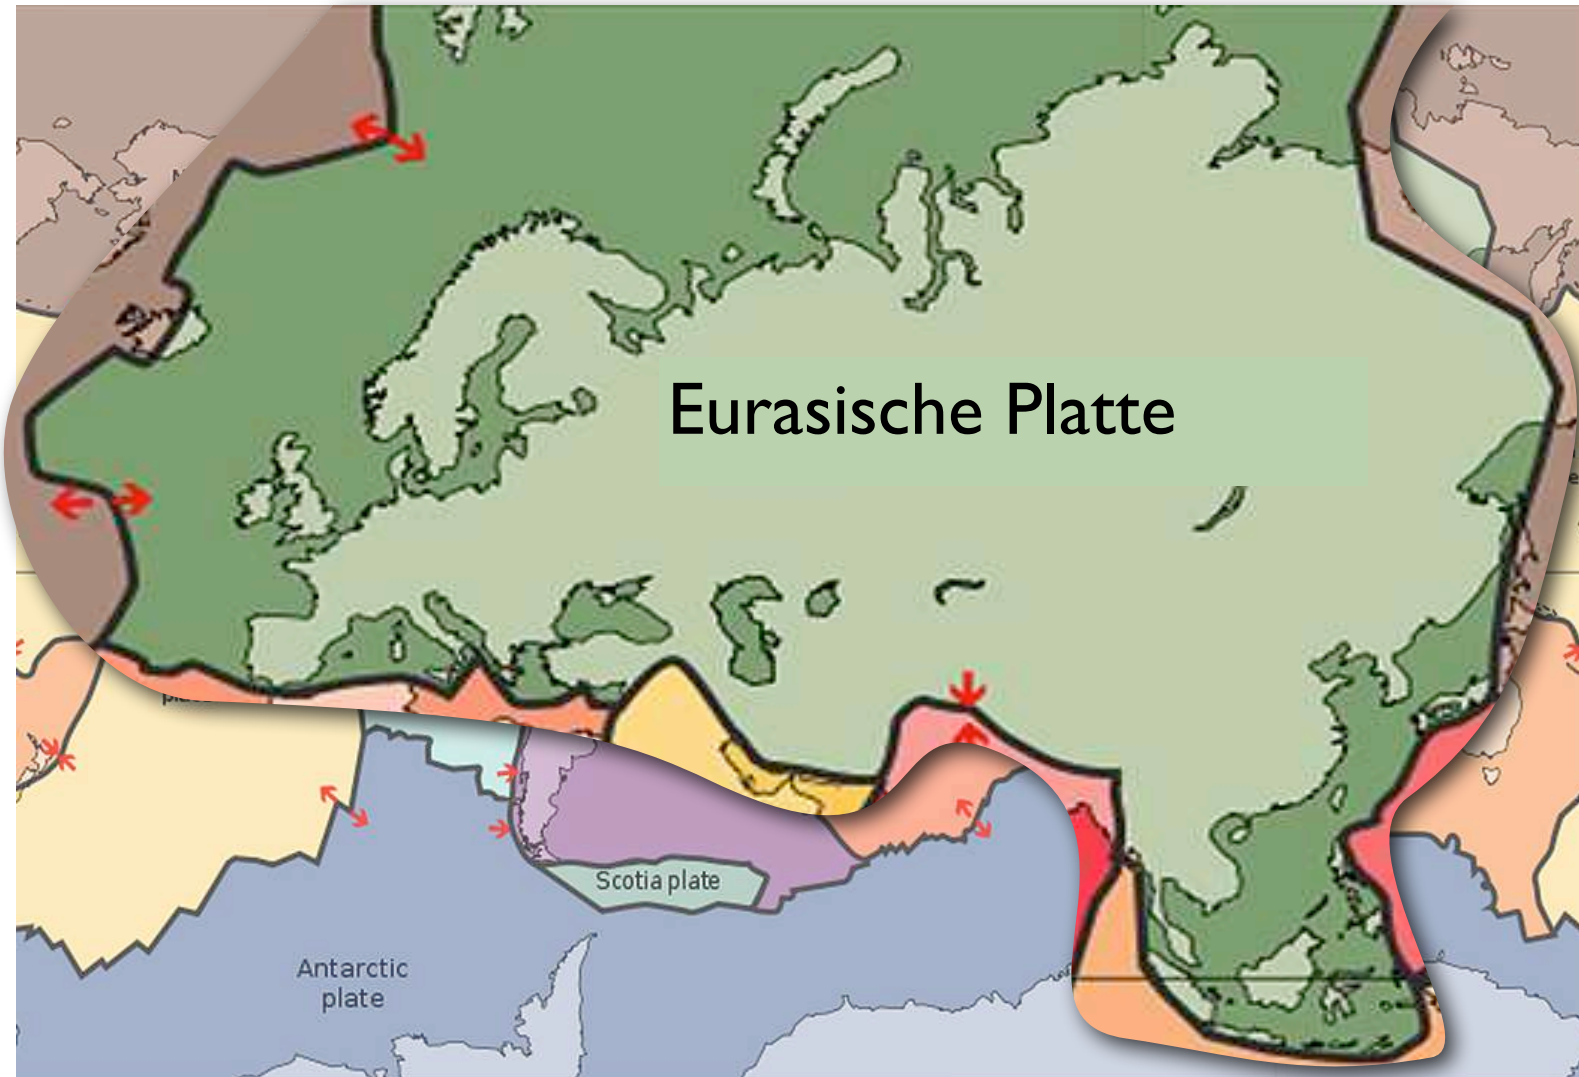 Eurasische Platte
Scotia plate
Antarctic
plate